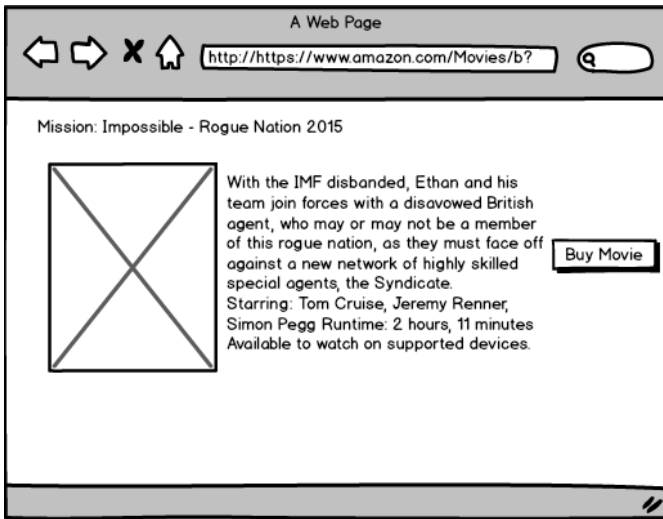 A Web Page
http://https://www.amazon.com/Movies/b?
Mission: Impossible - Rogue Nation 2015
With the IMF disbanded, Ethan and his
team join forces with a disavowed British
agent, who may or may not be a member
of this rogue nation, as they must face off
against a new network of highly skilled
special agents, the Syndicate.
Starring: Tom Cruise, Jeremy Renner,
Simon Pegg Runtime: 2 hours, 11 minutes
Available to watch on supported devices.
Buy Movie